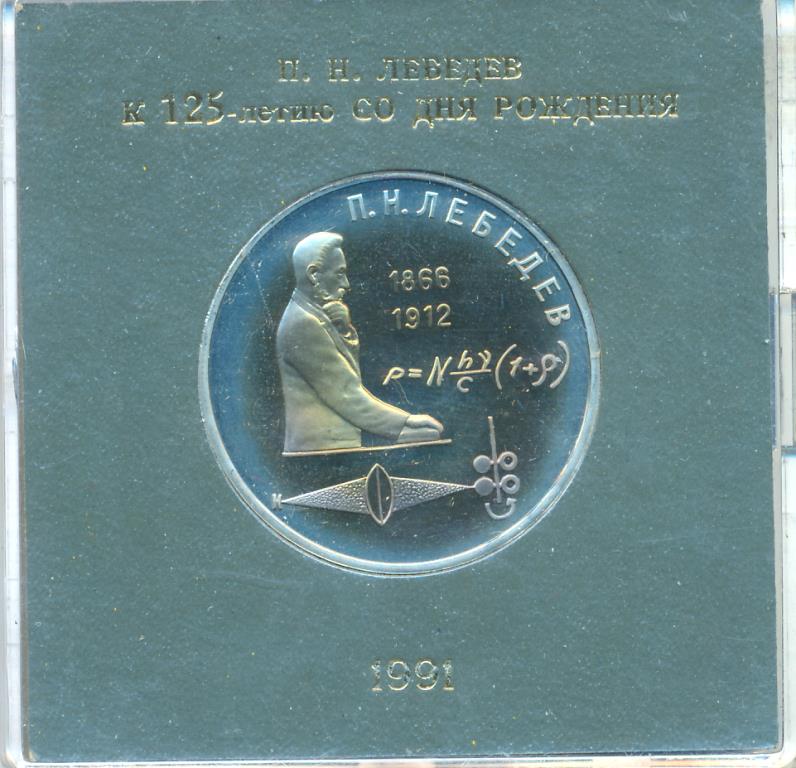 П. Н. ЛЕБЕДЕВ
К 125-летию СО ДНЯ РОЖДЕНИЯ
П.Н.ЛЕБЕДЕВ
1866
1912
p=N hν/c (1+ρ)
И
1991